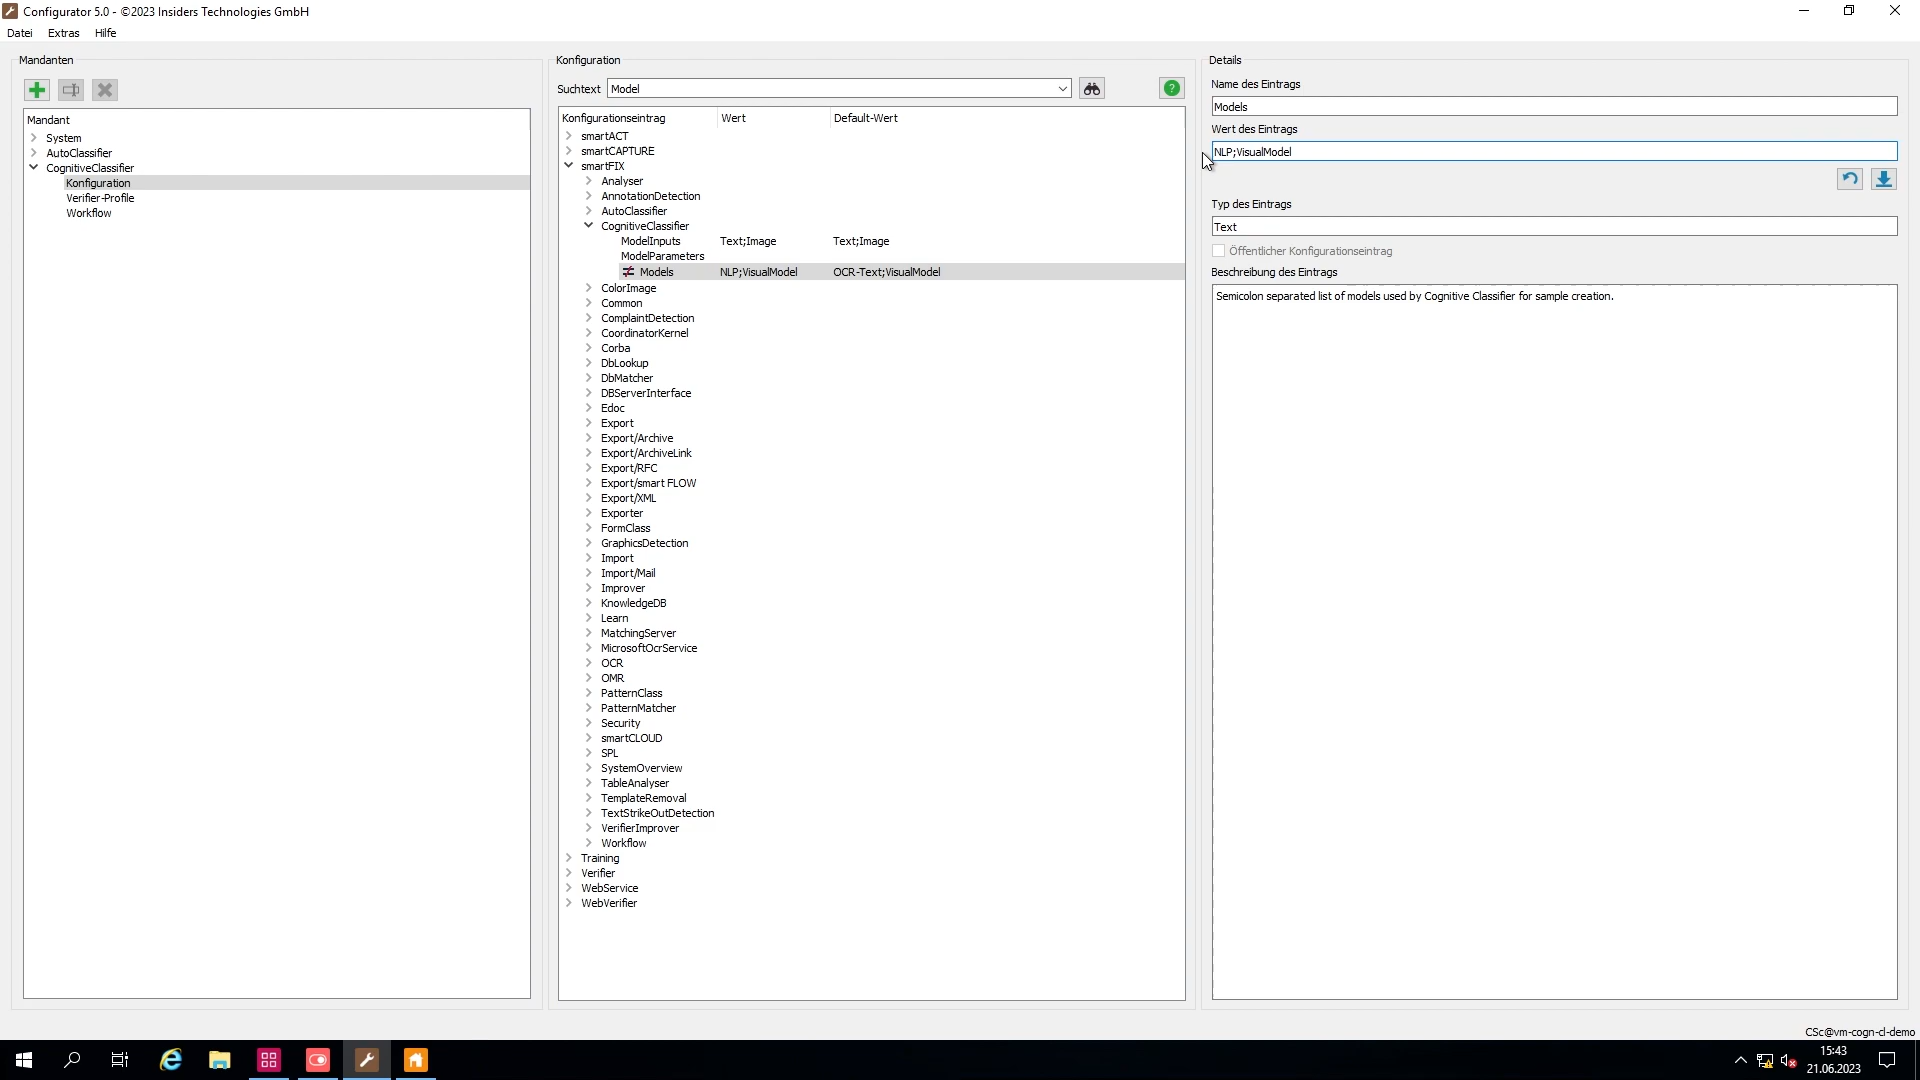 Configurator 5.0 - ©2023 Insiders Technologies GmbH
Datei Extras Hilfe
Mandanten
Mandant
System
AutoClassifier
CognitiveClassifier
Konfiguration
Verifier-Profile
Workflow
Konfiguration
Suchtext Model
Konfigurationseintrag Wert Default-Wert
smartACT
smartCAPTURE
smartFIX
Analyser
AnnotationDetection
AutoClassifier
CognitiveClassifier
ModelInputs Text;Image Text;Image
ModelParameters
Models NLP;VisualModel OCR-Text;VisualModel
ColorImage
Common
ComplaintDetection
CoordinatorKernel
Corba
DbLookup
DbMatcher
DBServerInterface
Edoc
Export
Export/Archive
Export/ArchiveLink
Export/RFC
Export/smart FLOW
Export/XML
Exporter
FormClass
GraphicsDetection
Import
Import/Mail
Improver
KnowledgeDB
Learn
MatchingServer
MicrosoftOcrService
OCR
OMR
PatternClass
PatternMatcher
Security
smartCLOUD
SPL
SystemOverview
TableAnalyser
TemplateRemoval
TextStrikeOutDetection
VerifierImprover
Workflow
Training
Verifier
WebService
WebVerifier
Details
Name des Eintrags
Models
Wert des Eintrags
NLP;VisualModel
Typ des Eintrags
Text
Öffentlicher Konfigurationseintrag
Beschreibung des Eintrags
Semicolon separated list of models used by Cognitive Classifier for sample creation.
CSc@vm-cogn-cl-demo
15:43
21.06.2023